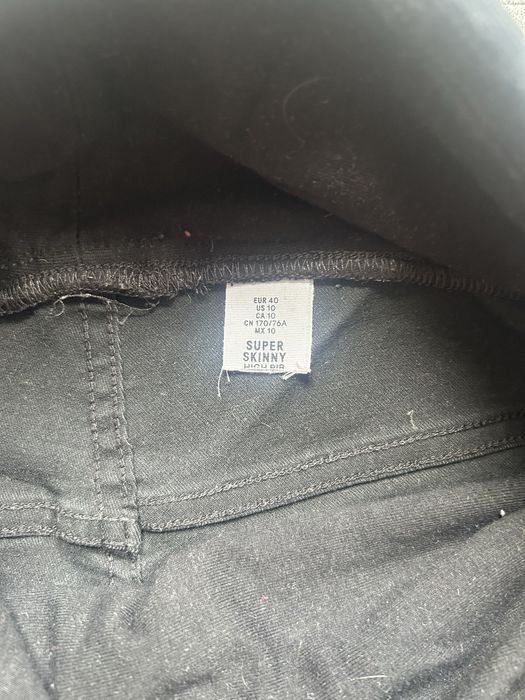 EUR 40
US 10
CA 10
CN 170/76A
MX 10
SUPER
SKINNY
HIGH RIB